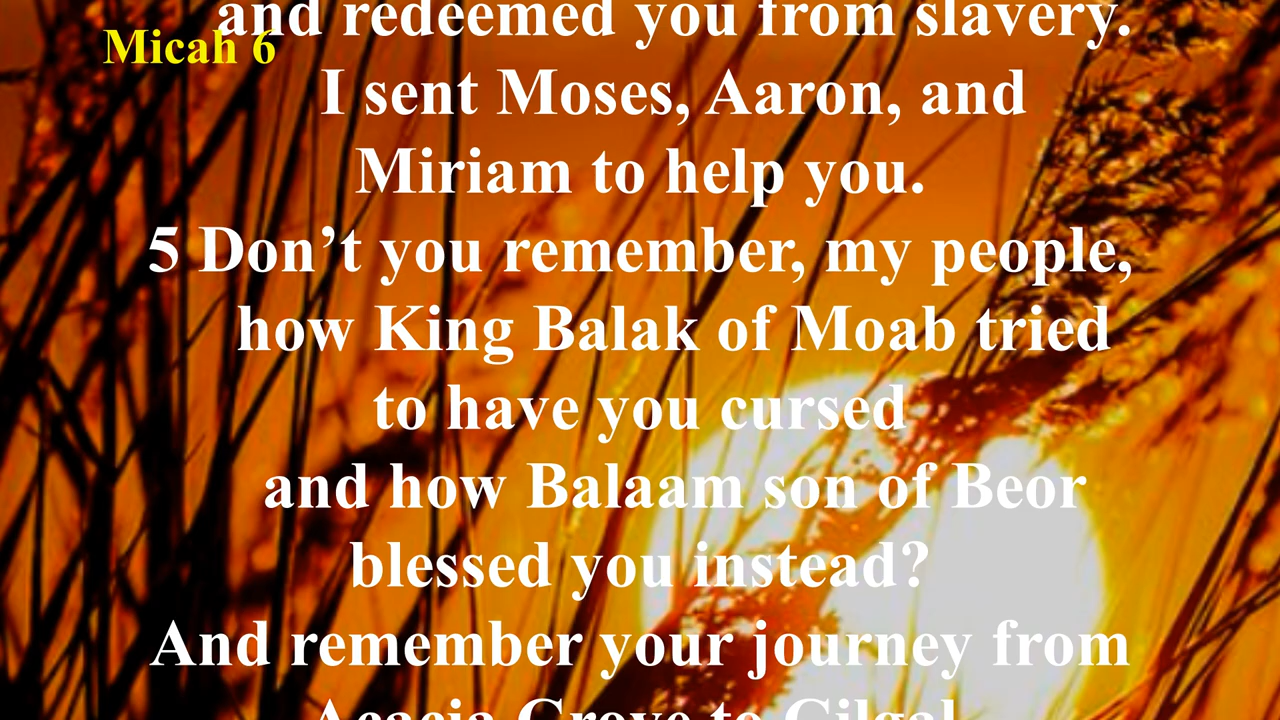 and redeemed you from slavery.
Micah 6
I sent Moses, Aaron, and
Miriam to help you.
5 Don’t you remember, my people,
how King Balak of Moab tried
to have you cursed
and how Balaam son of Beor
blessed you instead?
And remember your journey from
Acacia Grove to Gilgal